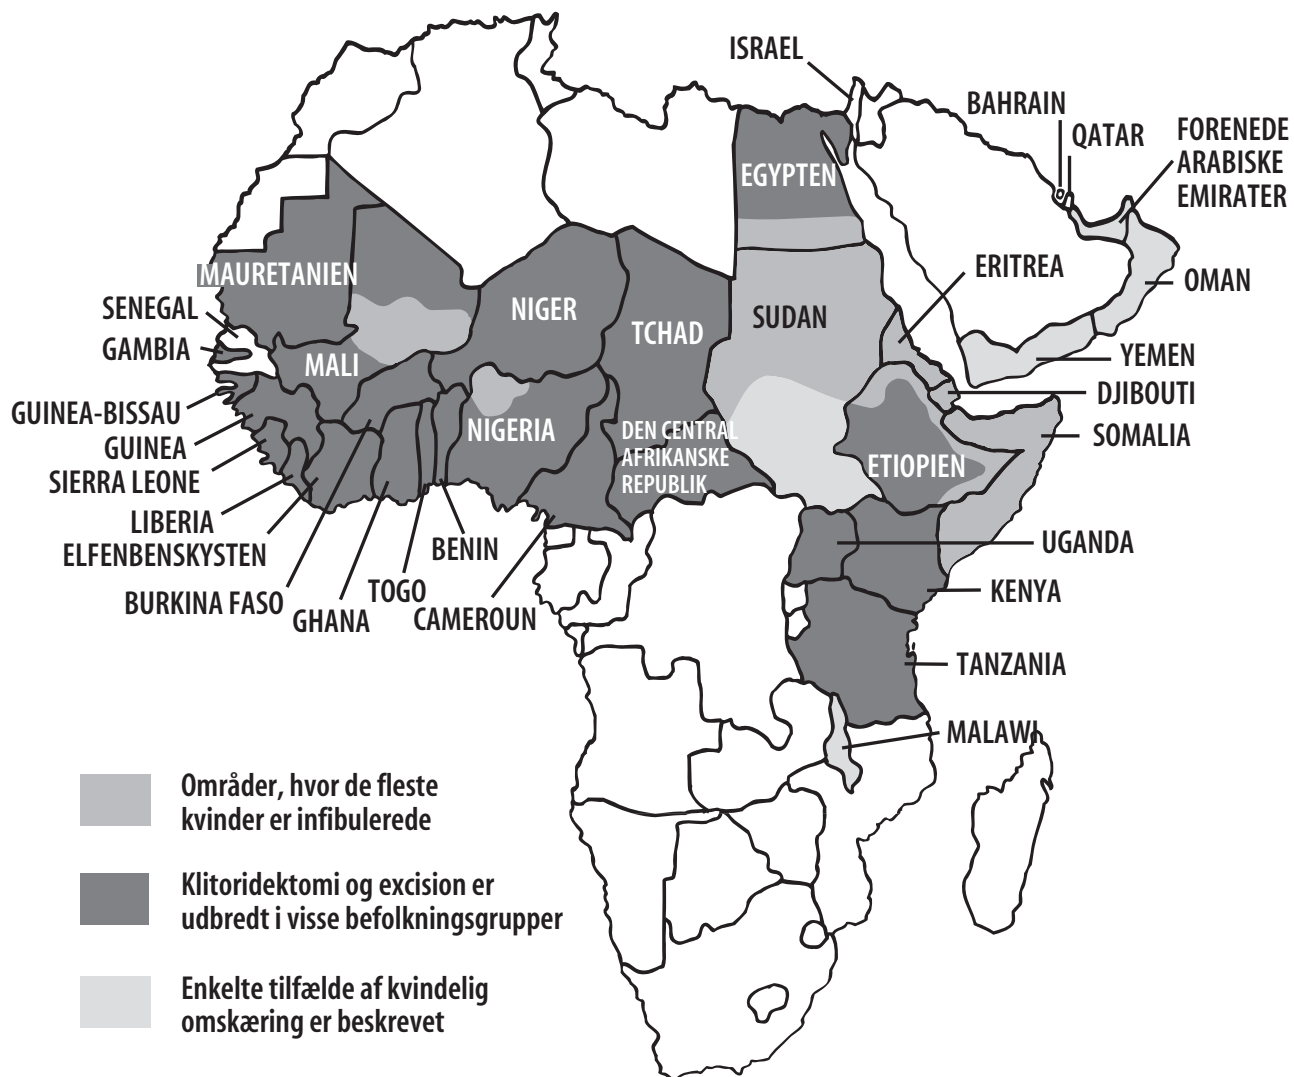 ISRAEL
BAHRAIN
QATAR
FORENEDE
ARABISKE
EMIRATER
EGYPTEN
MAURETANIEN
ERITREA
OMAN
SENEGAL
NIGER
TCHAD
SUDAN
GAMBIA
MALI
YEMEN
DJIBOUTI
GUINEA-BISSAU
NIGERIA
DEN CENTRAL
AFRIKANSKE
REPUBLIK
SOMALIA
GUINEA
ETIOPIEN
SIERRA LEONE
LIBERIA
ELFENBENSKYSTEN
BENIN
UGANDA
BURKINA FASO
TOGO
KENYA
GHANA
CAMEROUN
TANZANIA
MALAWI
Områder, hvor de fleste
kvinder er infibulerede
Klitoridektomi og excision er
udbredt i visse befolkningsgrupper
Enkelte tilfælde af kvindelig
omskæring er beskrevet